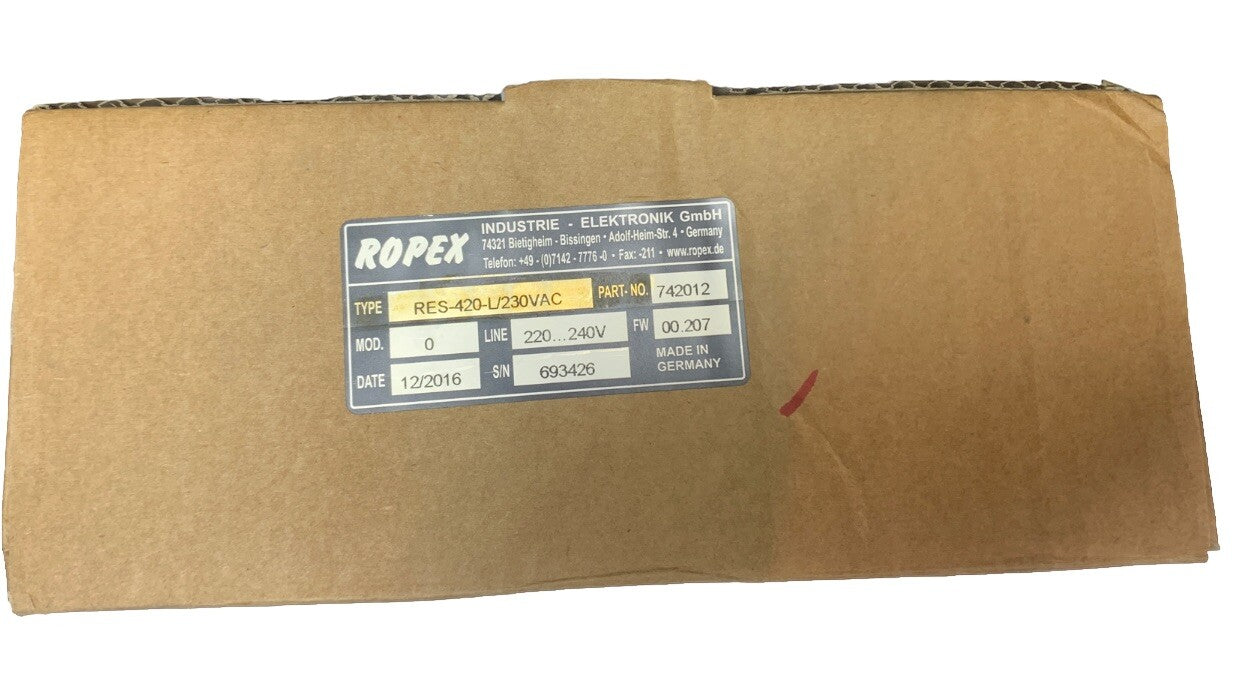 ROPEX
INDUSTRIE - ELEKTRONIK GmbH
74321 Bietigheim - Bissingen • Adolf-Heim-Str. 4 • Germany
Telefon: +49 - (0)7142 - 7776 -0 • Fax: -211 • www.ropex.de
TYPE RES-420-L/230VAC PART- NO. 742012
MOD. 0 LINE 220...240V FW 00.207
DATE 12/2016 S/N 693426 MADE IN
GERMANY